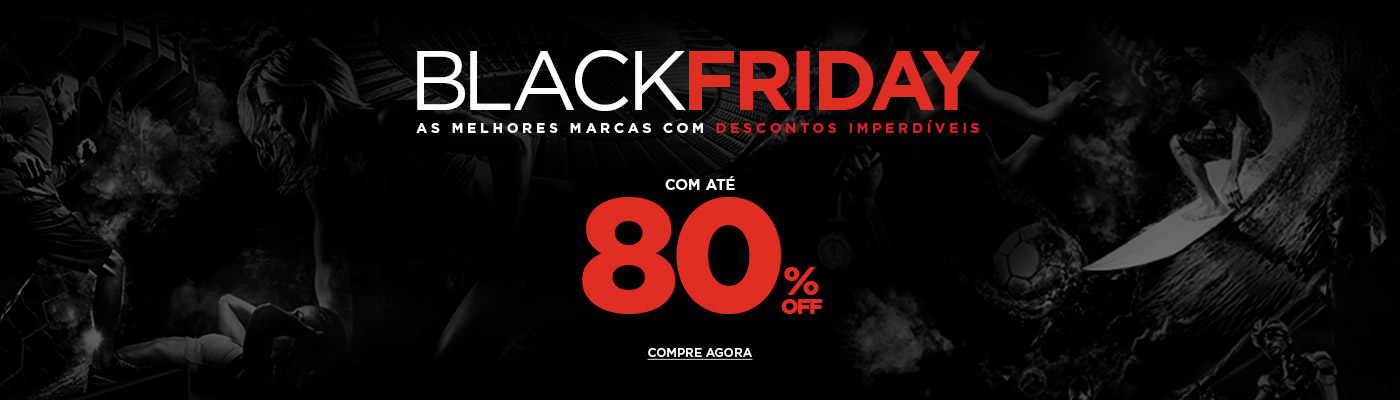 BLACKFRIDAY
AS MELHORES MARCAS COM DESCONTOS IMPERDÍVEIS
COM ATÉ
80%
OFF
COMPRE AGORA